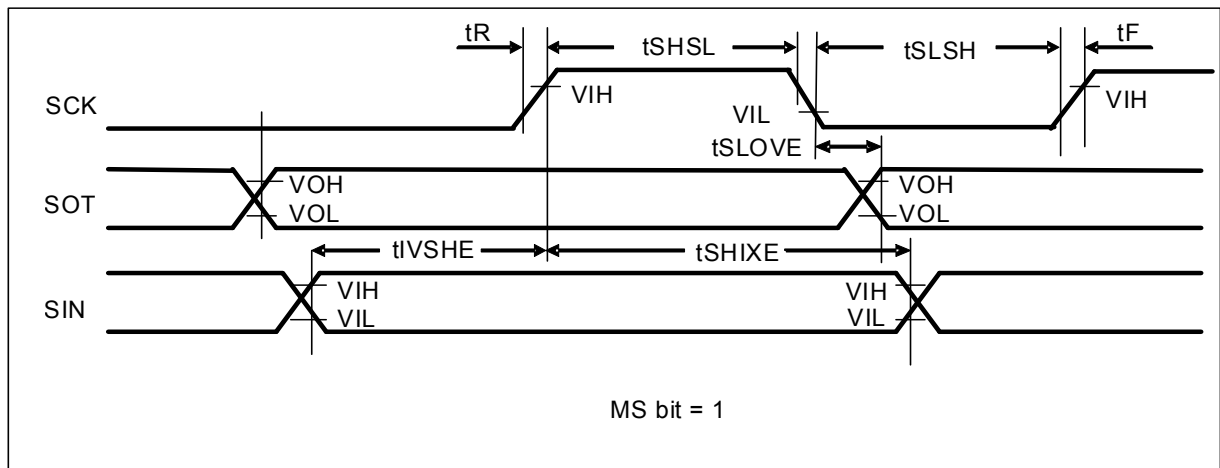 tR
tSHSL
tSLSH
tF
SCK
VIH
VIL
VIH
tSLOVE
SOT
VOH
VOL
VOH
VOL
tIVSHE
tSHIXE
SIN
VIH
VIL
VIH
VIL
MS bit = 1